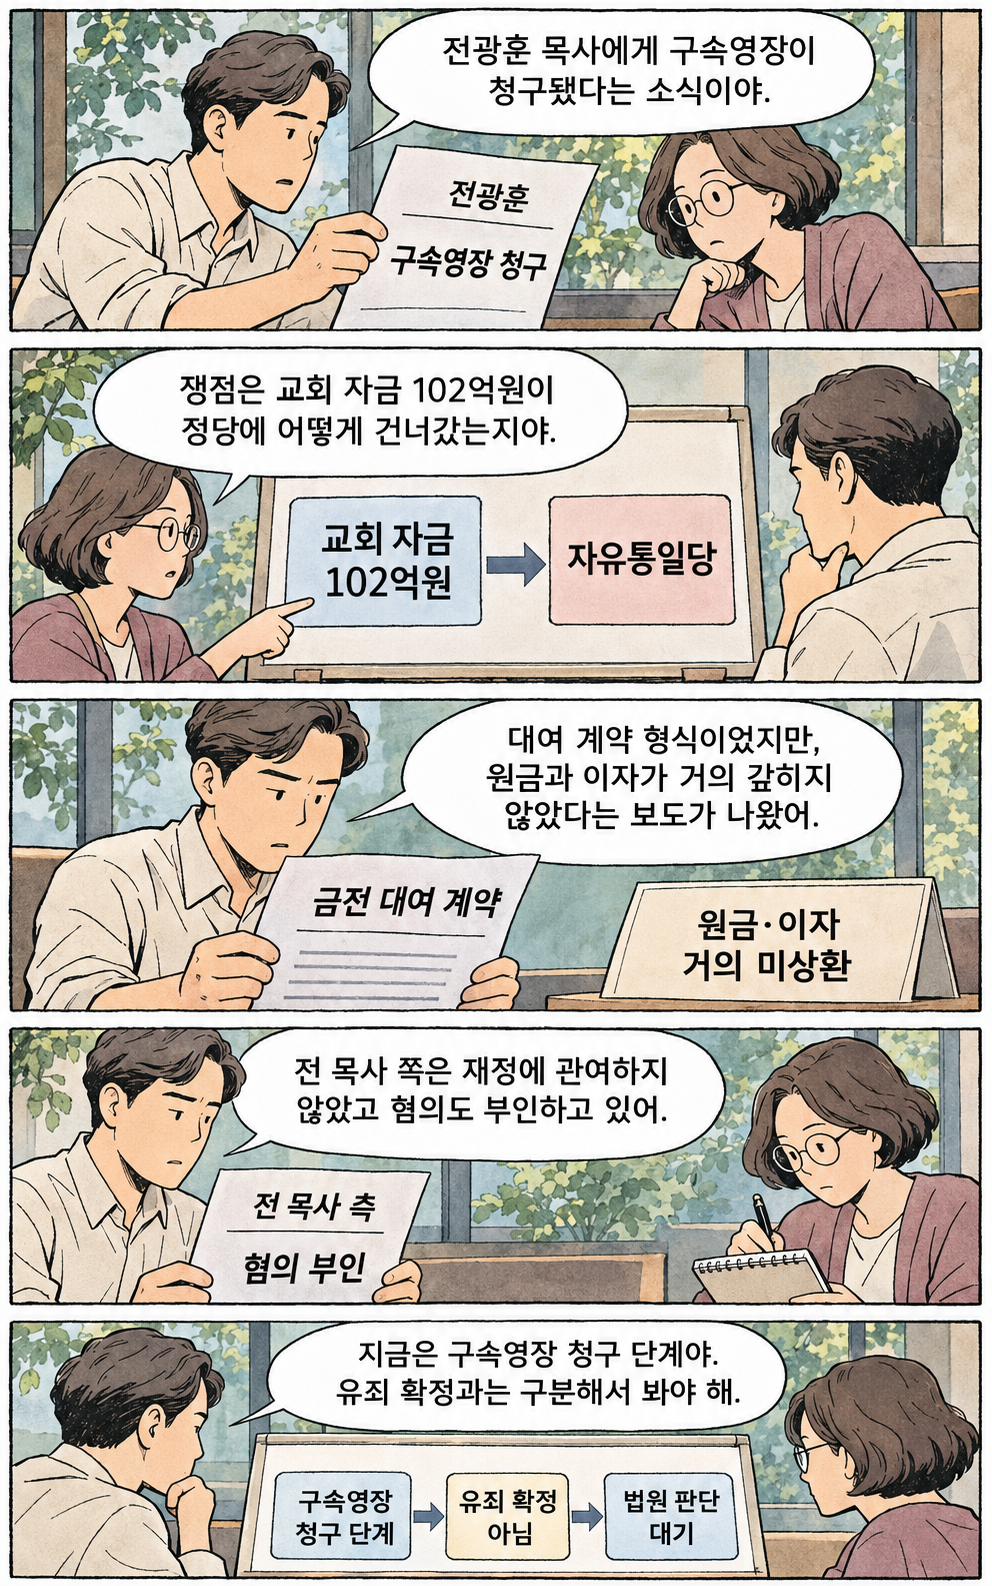 전광훈 목사에게 구속영장이
청구됐다는 소식이야.
전광훈
구속영장 청구
쟁점은 교회 자금 102억원이
정당에 어떻게 건너갔는지야.
교회 자금
102억원
자유통일당
대여 계약 형식이었지만,
원금과 이자가 거의 갚히지
않았다는 보도가 나왔어.
금전 대여 계약
원금·이자
거의 미상환
전 목사 쪽은 재정에 관여하지
않았고 혐의도 부인하고 있어.
전 목사 측
혐의 부인
지금은 구속영장 청구 단계야.
유죄 확정과는 구분해서 봐야 해.
구속영장
청구 단계
유죄 확정
아님
법원 판단
대기